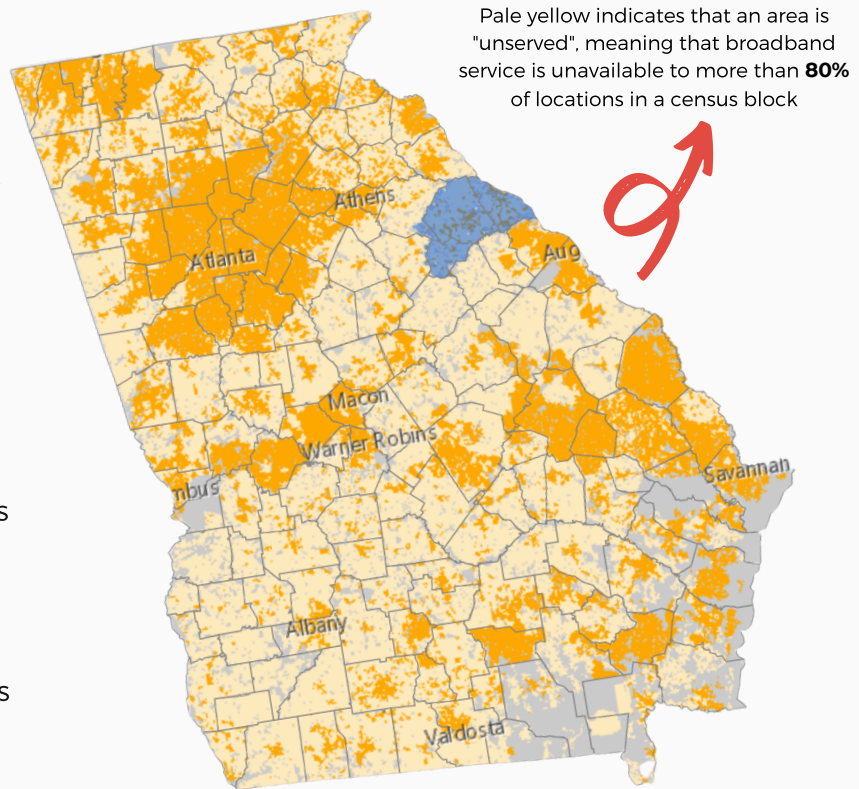 Pale yellow indicates that an area is
"unserved", meaning that broadband
service is unavailable to more than 80%
of locations in a census block
Athens
Aug
Atlanta
Macon
Warner Robins
Savannah
mbus
s
Albany
s
Valdosta